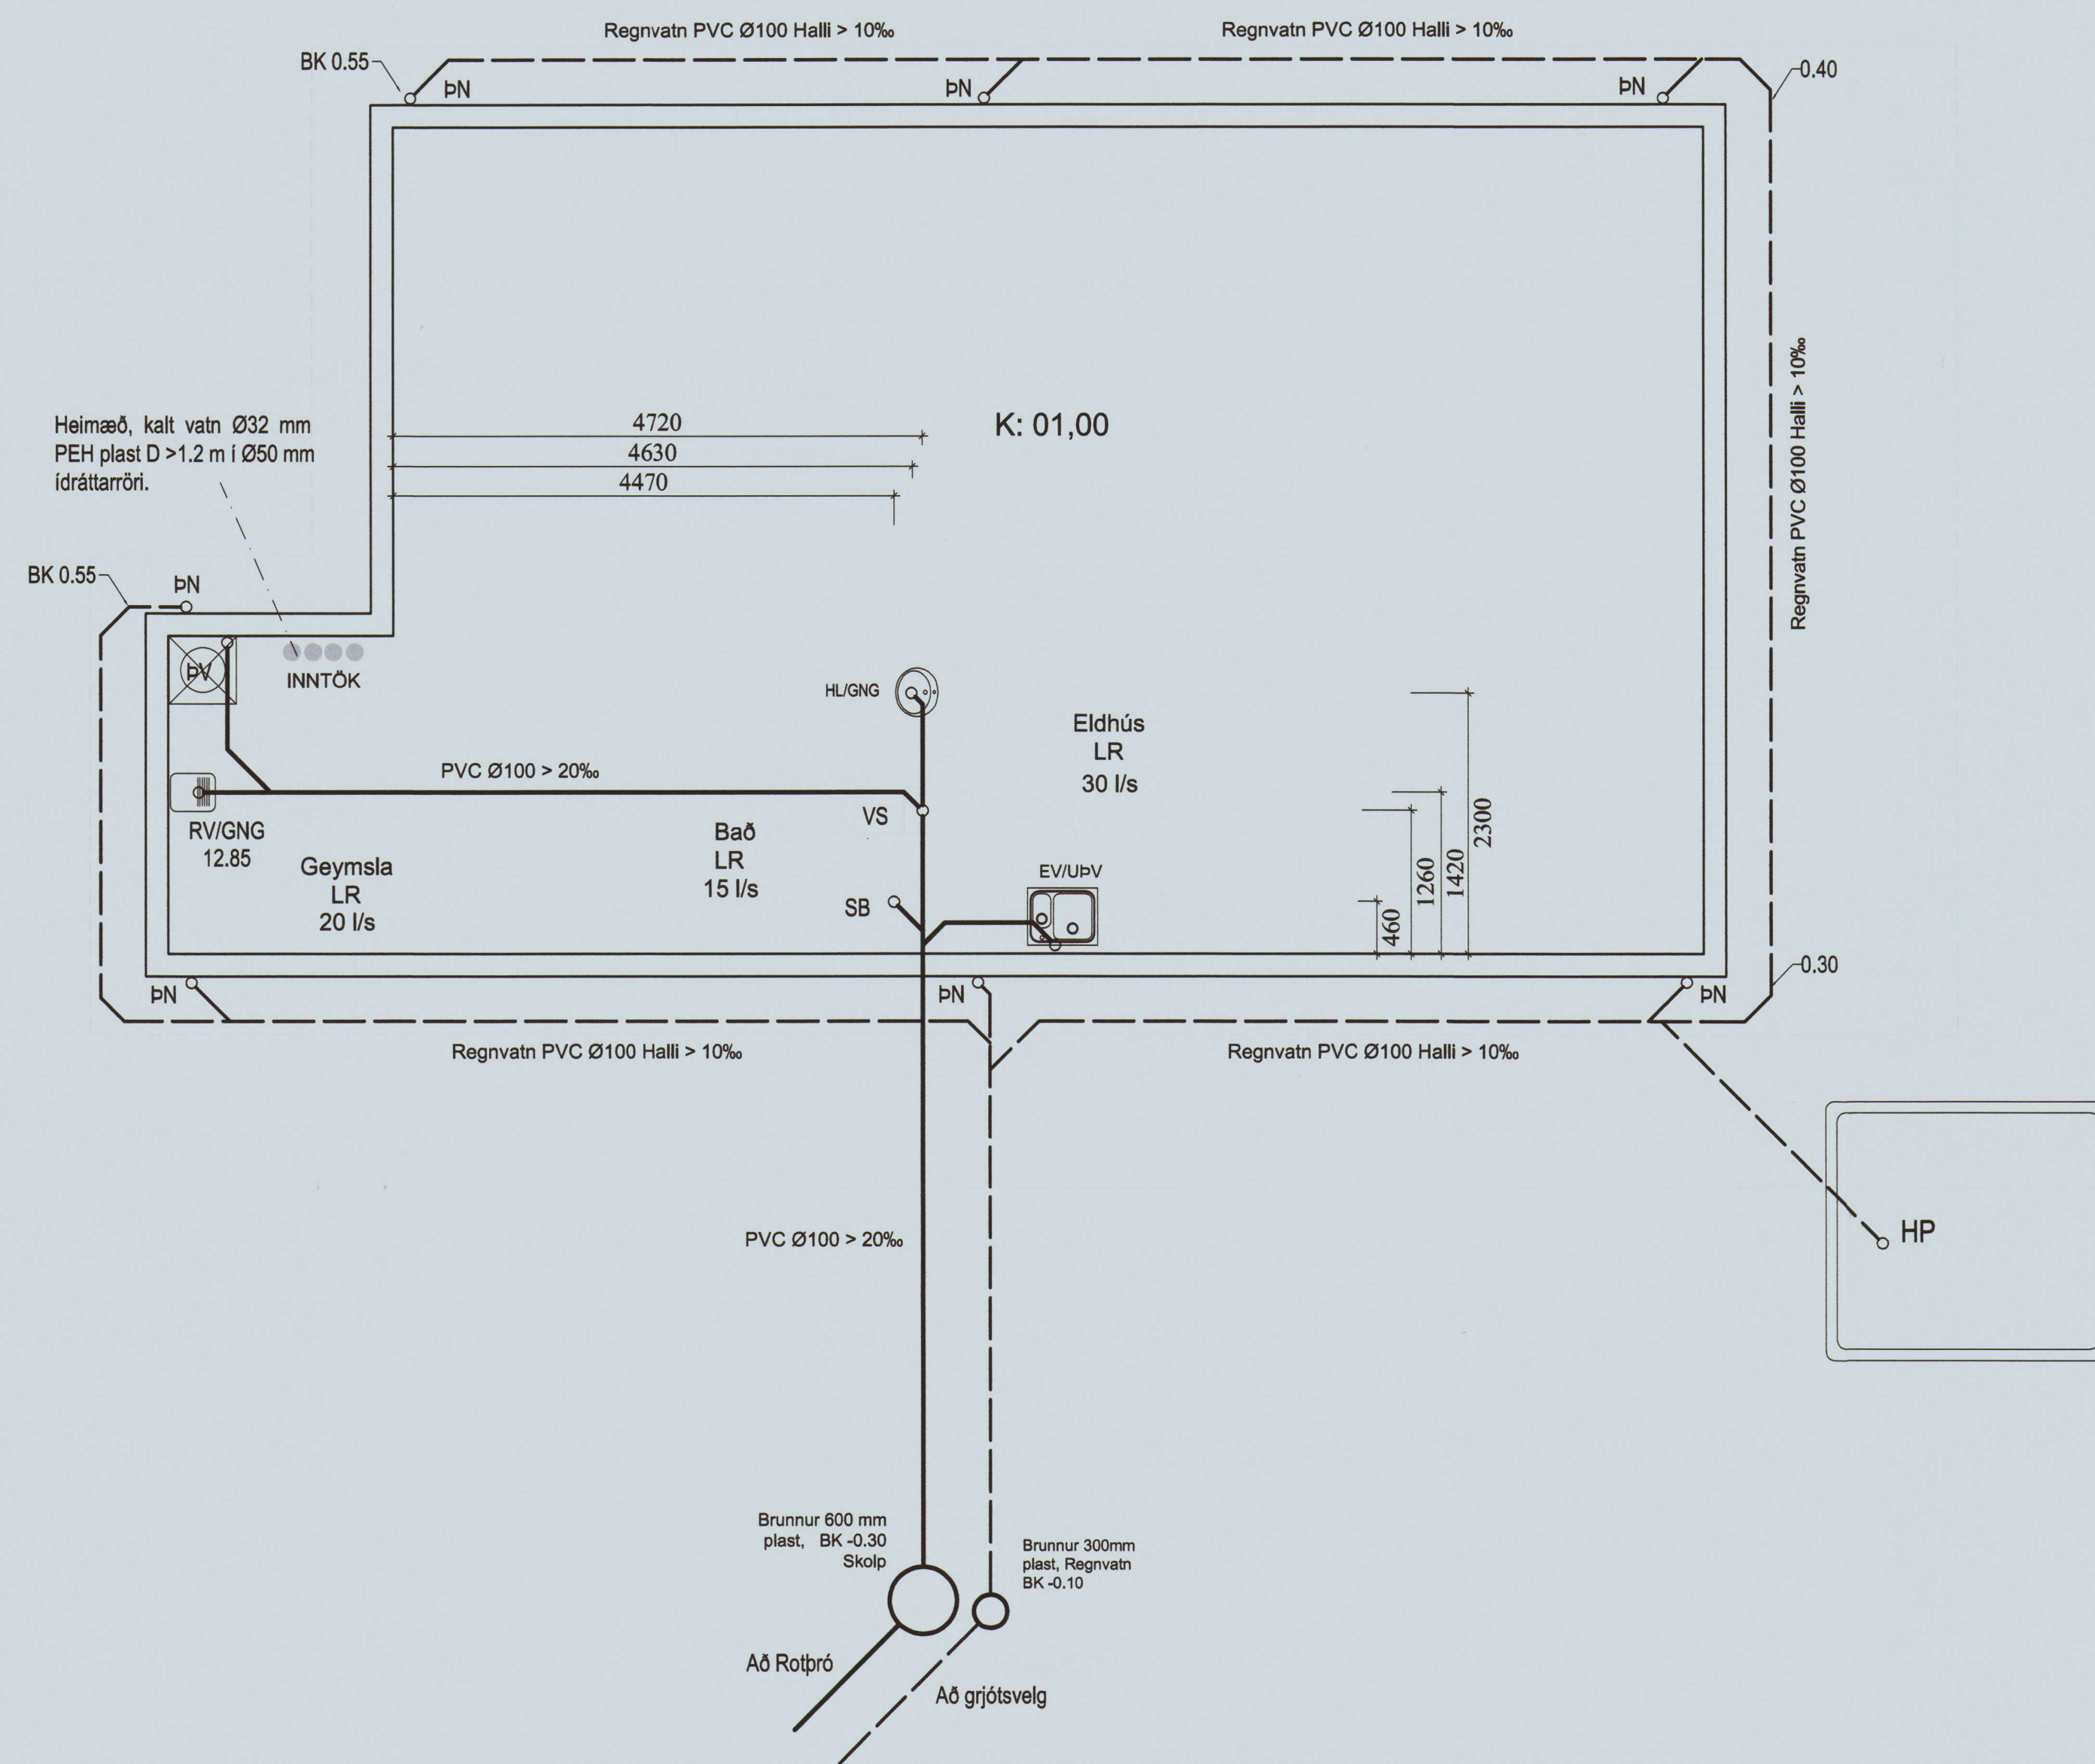 Regnvatn PVC Ø100 Halli > 10‰
Regnvatn PVC Ø100 Halli > 10‰
BK 0.55
0.40
ÞN
ÞN
ÞN
Regnvatn PVC Ø100 Halli > 10‰
Heimæð, kalt vatn Ø32 mm
PEH plast D >1.2 m í Ø50 mm
ídráttarröri.
4720
4630
4470
K: 01,00
BK 0.55
ÞN
ÞV
INNTÖK
HL/GNG
Eldhús
LR
30 l/s
PVC Ø100 > 20‰
VS
RV/GNG
12.85
Geymsla
LR
20 l/s
Bað
LR
15 l/s
SB
EV/UÞV
460
1260
1420
2300
ÞN
ÞN
ÞN
0.30
Regnvatn PVC Ø100 Halli > 10‰
Regnvatn PVC Ø100 Halli > 10‰
HP
PVC Ø100 > 20‰
Brunnur 600 mm
plast, BK -0.30
Skolp
Brunnur 300mm
plast, Regnvatn
BK -0.10
Að Rotþró
Að grjótsvelg